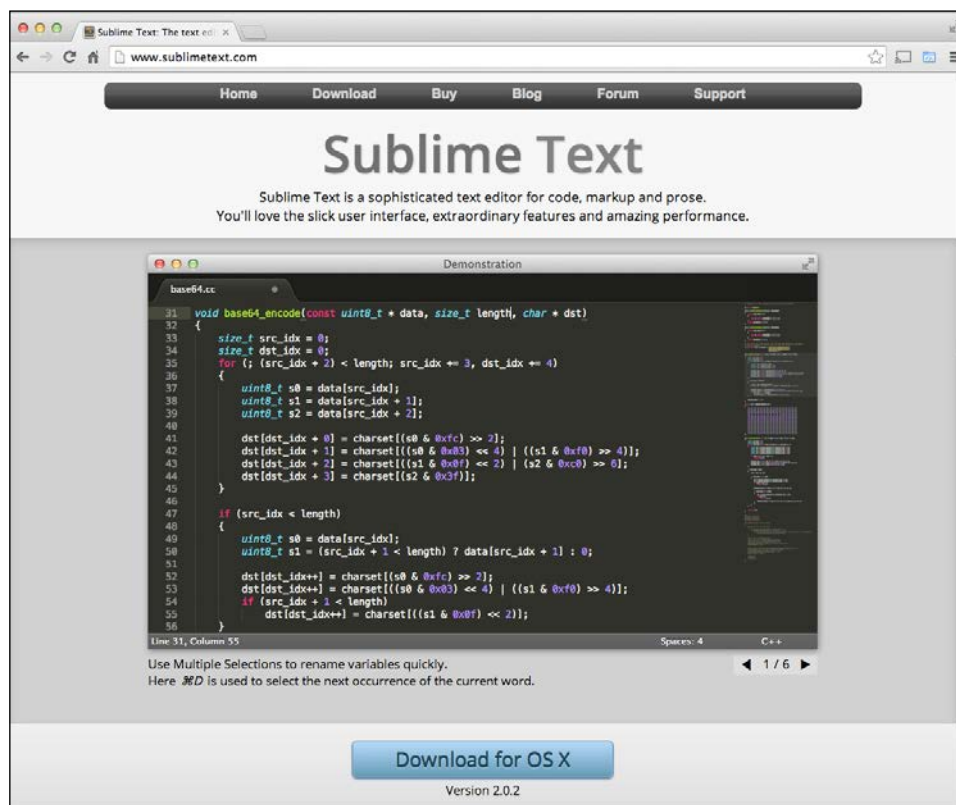 Sublime Text: The text edi
www.sublimetext.com
Home Download Buy Blog Forum Support
Sublime Text
Sublime Text is a sophisticated text editor for code, markup and prose.
You'll love the slick user interface, extraordinary features and amazing performance.
Demonstration
base64.cc
31 void base64_encode(const uint8_t * data, size_t length, char * dst)
32 {
33 size_t src_idx = 0;
34 size_t dst_idx = 0;
35 for (; (src_idx + 2) < length; src_idx += 3, dst_idx += 4)
36 {
37 uint8_t s0 = data[src_idx];
38 uint8_t s1 = data[src_idx + 1];
39 uint8_t s2 = data[src_idx + 2];
40
41 dst[dst_idx + 0] = charset[(s0 & 0xfc) >> 2];
42 dst[dst_idx + 1] = charset[((s0 & 0x03) << 4) | ((s1 & 0xf0) >> 4)];
43 dst[dst_idx + 2] = charset[((s1 & 0x0f) << 2) | (s2 & 0xc0) >> 6];
44 dst[dst_idx + 3] = charset[(s2 & 0x3f)];
45 }
46
47 if (src_idx < length)
48 {
49 uint8_t s0 = data[src_idx];
50 uint8_t s1 = (src_idx + 1 < length) ? data[src_idx + 1] : 0;
51
52 dst[dst_idx++] = charset[(s0 & 0xfc) >> 2];
53 dst[dst_idx++] = charset[((s0 & 0x03) << 4) | ((s1 & 0xf0) >> 4)];
54 if (src_idx + 1 < length)
55 dst[dst_idx++] = charset[((s1 & 0x0f) << 2)];
56 }
Line 31, Column 55 Spaces: 4 C++
Use Multiple Selections to rename variables quickly.
Here ⌘D is used to select the next occurrence of the current word.
◀ 1 / 6 ▶
Download for OS X
Version 2.0.2